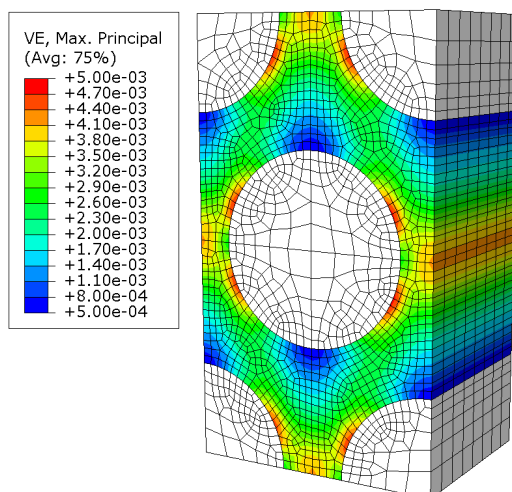 VE, Max. Principal
(Avg: 75%)
+5.00e-03
+4.70e-03
+4.40e-03
+4.10e-03
+3.80e-03
+3.50e-03
+3.20e-03
+2.90e-03
+2.60e-03
+2.30e-03
+2.00e-03
+1.70e-03
+1.40e-03
+1.10e-03
+8.00e-04
+5.00e-04